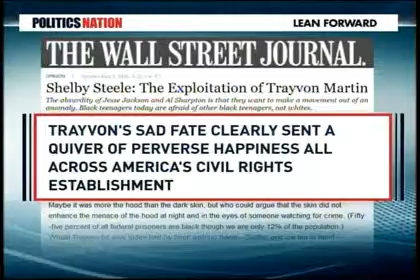 POLITICSNATION
LEAN FORWARD
THE WALL STREET JOURNAL.
OPINION
Shelby Steele: The Exploitation of Trayvon Martin
The absurdity of Jesse Jackson and Al Sharpton is that they want to make a movement out of an
anomaly. Black teenagers today are afraid of other black teenagers, not whites.
TRAYVON'S SAD FATE CLEARLY SENT A
QUIVER OF PERVERSE HAPPINESS ALL
ACROSS AMERICA'S CIVIL RIGHTS
ESTABLISHMENT
Maybe it was more the hood than the dark skin, but who could argue that the skin did not
enhance the menace of the hood at night and in the eyes of someone watching for crime. (Fifty-
five percent of all federal prisoners are black though we are only 12% of the population.)